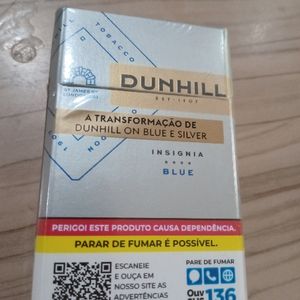 TOBACCO
ST JAMES'S
LONDON
DUNHILL
EST · 1907
A TRANSFORMAÇÃO DE
DUNHILL ON BLUE E SILVER
INSIGNIA
BLUE
PERIGO! ESTE PRODUTO CAUSA DEPENDÊNCIA.
PARAR DE FUMAR É POSSÍVEL.
ESCANEIE
E OUÇA EM
NOSSO SITE AS
ADVERTÊNCIAS
PARE DE FUMAR
Ouv
136